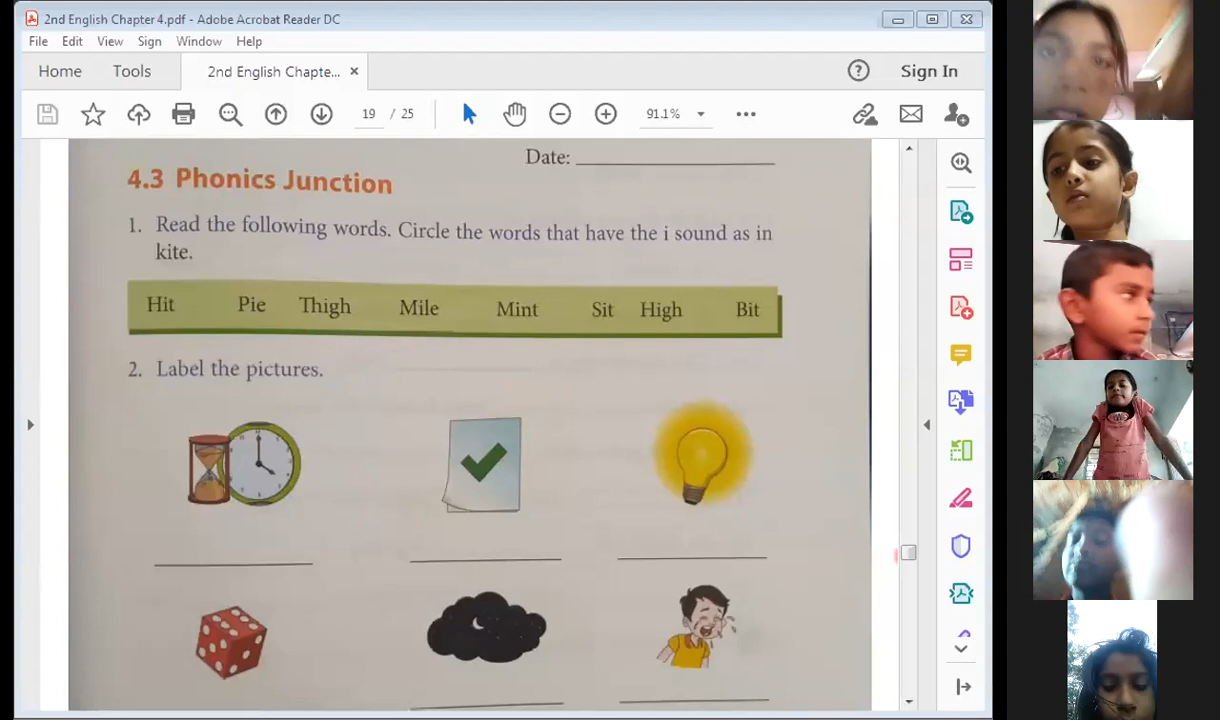 2nd English Chapter 4.pdf - Adobe Acrobat Reader DC
File Edit View Sign Window Help
Home Tools 2nd English Chapte... Sign In
19 / 25 91.1%
Date:
4.3 Phonics Junction
1. Read the following words. Circle the words that have the i sound as in
kite.
Hit Pie Thigh Mile Mint Sit High Bit
2. Label the pictures.